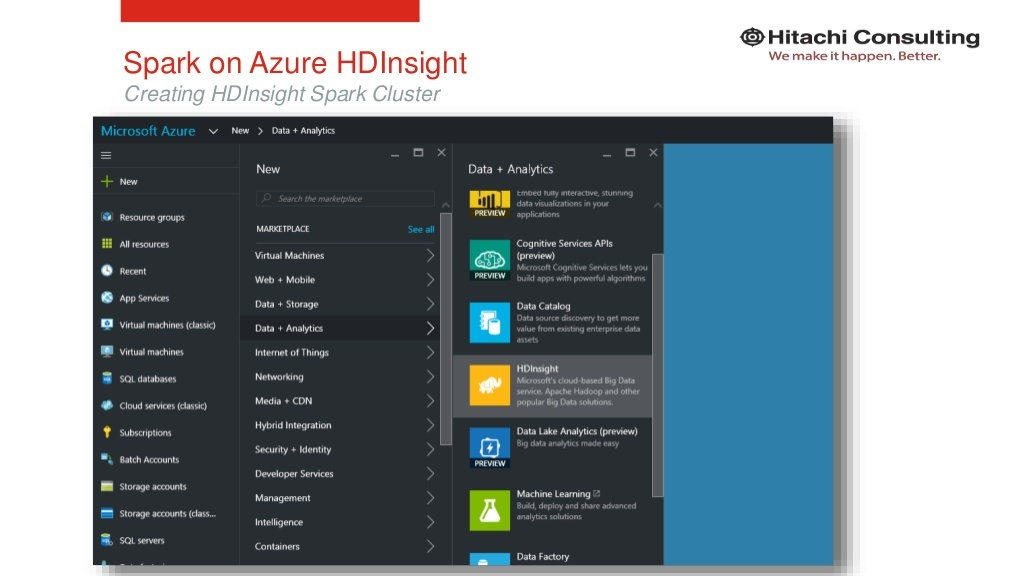 Hitachi Consulting
We make it happen. Better.
Spark on Azure HDInsight
Creating HDInsight Spark Cluster
Microsoft Azure
New
Data + Analytics
New
Resource groups
All resources
Recent
App Services
Virtual machines (classic)
Virtual machines
SQL databases
Cloud services (classic)
Subscriptions
Batch Accounts
Storage accounts
Storage accounts (class...
SQL servers
New
Search the marketplace
MARKETPLACE
See all
Virtual Machines
Web + Mobile
Data + Storage
Data + Analytics
Internet of Things
Networking
Media + CDN
Hybrid Integration
Security + Identity
Developer Services
Management
Intelligence
Containers
Data + Analytics
Embed fully interactive, stunning
data visualizations in your
applications
PREVIEW
Cognitive Services APIs
(preview)
Microsoft Cognitive Services lets you
build apps with powerful algorithms
PREVIEW
Data Catalog
Data source discovery to get more
value from existing enterprise data
assets
HDInsight
Microsoft's cloud-based Big Data
service. Apache Hadoop and other
popular Big Data solutions.
Data Lake Analytics (preview)
Big data analytics made easy
PREVIEW
Machine Learning
Build, deploy and share advanced
analytics solutions
Data Factory